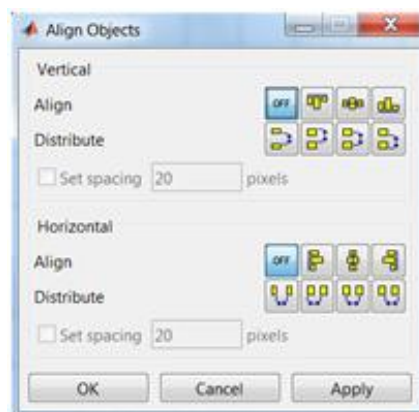 Align Objects
Vertical
Align OFF
Distribute
Set spacing 20 pixels
Horizontal
Align OFF
Distribute
Set spacing 20 pixels
OK Cancel Apply